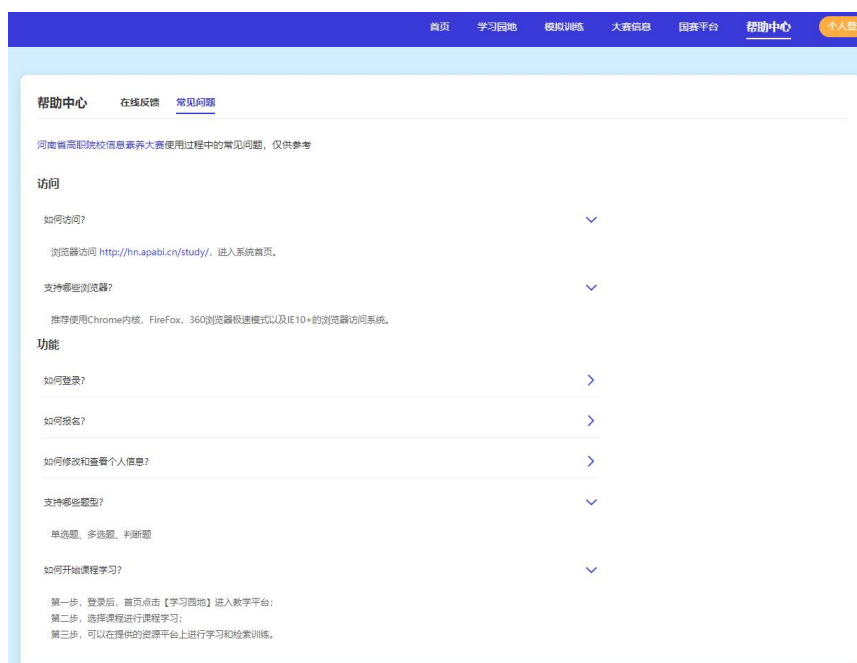 首页 学习园地 模拟训练 大赛信息 国赛平台 帮助中心 个人登
帮助中心 在线反馈 常见问题
河南省高职院校信息素养大赛使用过程中的常见问题，仅供参考
访问
如何访问?
浏览器访问 http://hn.apabi.cn/study/，进入系统首页。
支持哪些浏览器?
推荐使用Chrome内核，FireFox，360浏览器极速模式以及IE10+的浏览器访问系统。
功能
如何登录?
如何报名?
如何修改和查看个人信息?
支持哪些题型?
单选题、多选题、判断题
如何开始课程学习?
第一步，登录后，首页点击【学习园地】进入教学平台;
第二步，选择课程进行课程学习;
第三步，可以在提供的资源平台上进行学习和检索训练。